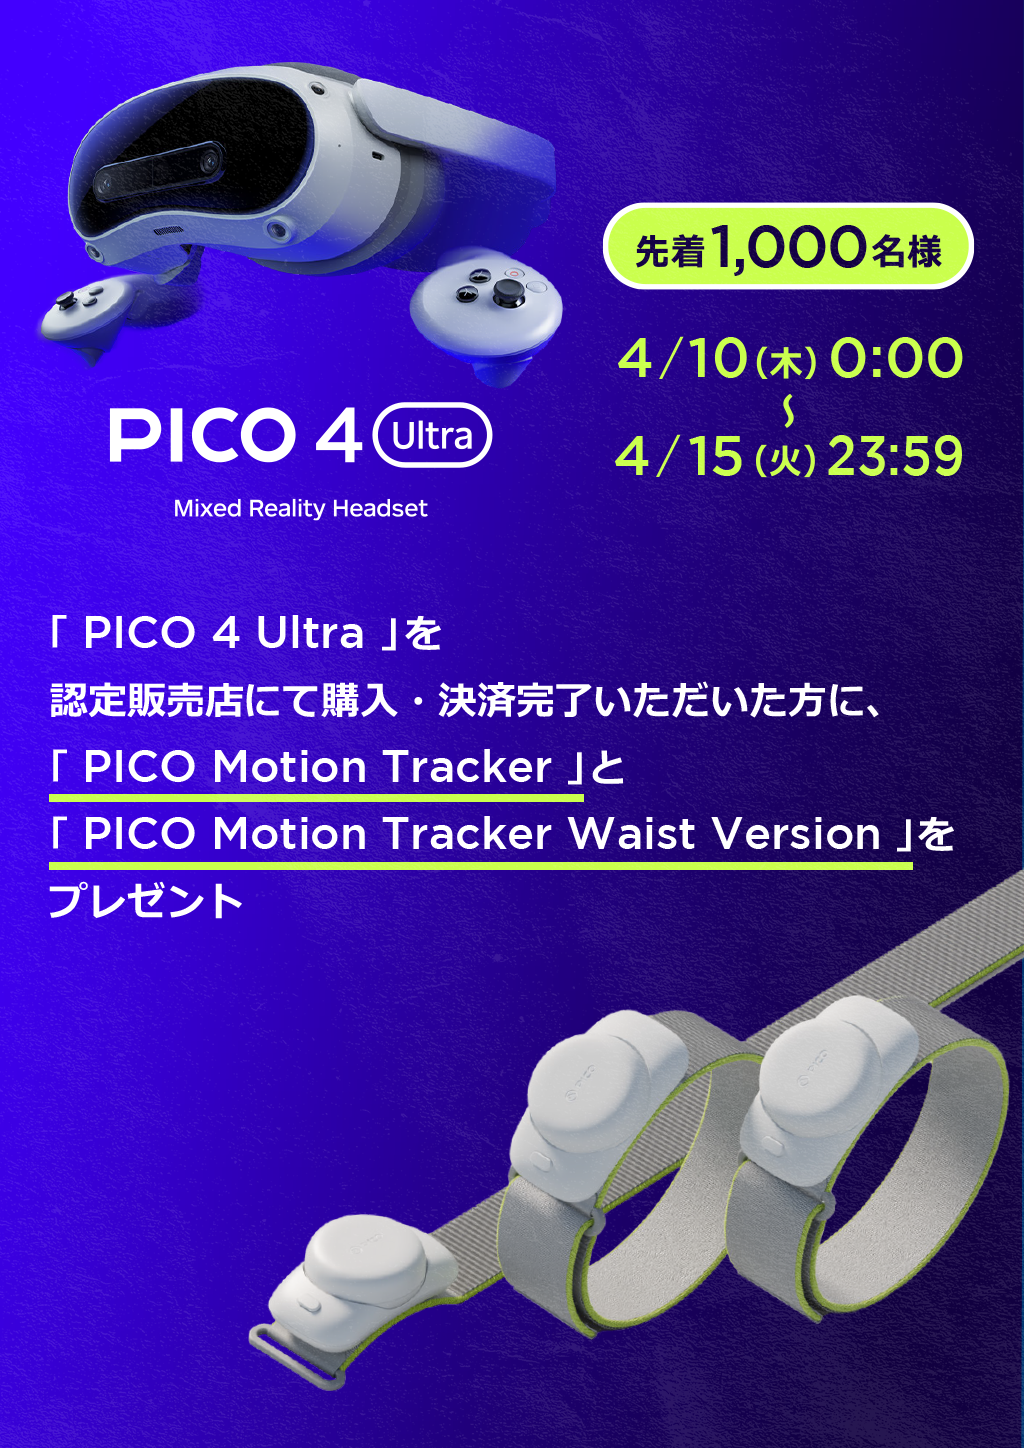 先着1,000名様
4/10（木）0:00
〜
4/15（火）23:59
PICO 4 Ultra
Mixed Reality Headset
「 PICO 4 Ultra 」を
認定販売店にて購入・決済完了いただいた方に、
「 PICO Motion Tracker 」と
「 PICO Motion Tracker Waist Version 」を
プレゼント